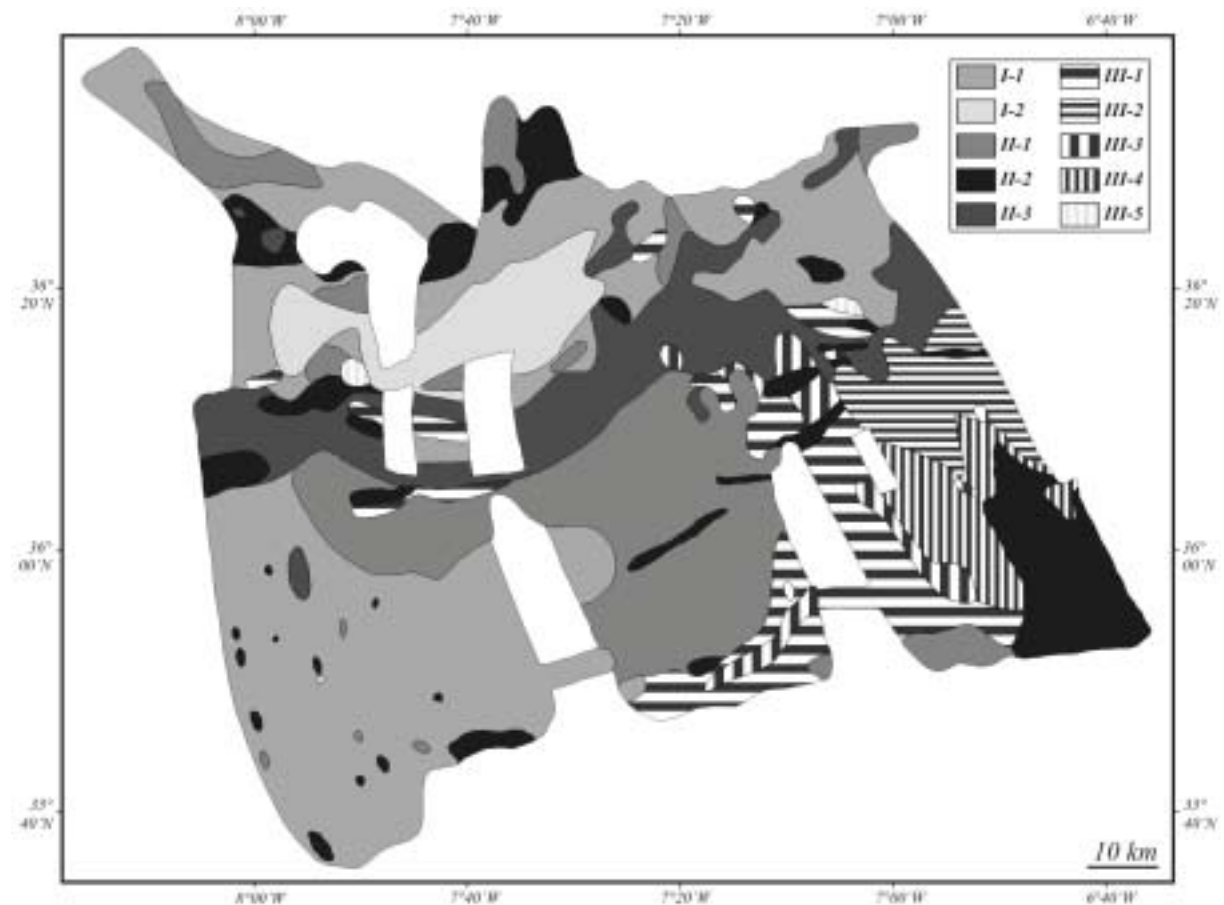 8°00'W 7°40'W 7°20'W 7°00'W 6°40'W
I-1 III-1
I-2 III-2
II-1 III-3
II-2 III-4
II-3 III-5
36° 36°
20'N 20'N
36° 36°
00'N 00'N
35° 35°
40'N 40'N
10 km
8°00'W 7°40'W 7°20'W 7°00'W 6°40'W